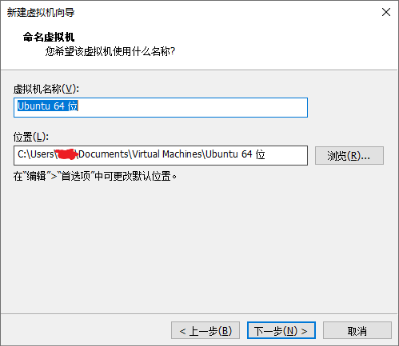 新建虚拟机向导
命名虚拟机
您希望该虚拟机使用什么名称?
虚拟机名称(V):
Ubuntu 64 位
位置(L):
C:\Users\ \Documents\Virtual Machines\Ubuntu 64 位
浏览(R)...
在"编辑">"首选项"中可更改默认位置。
< 上一步(B)
下一步(N) >
取消